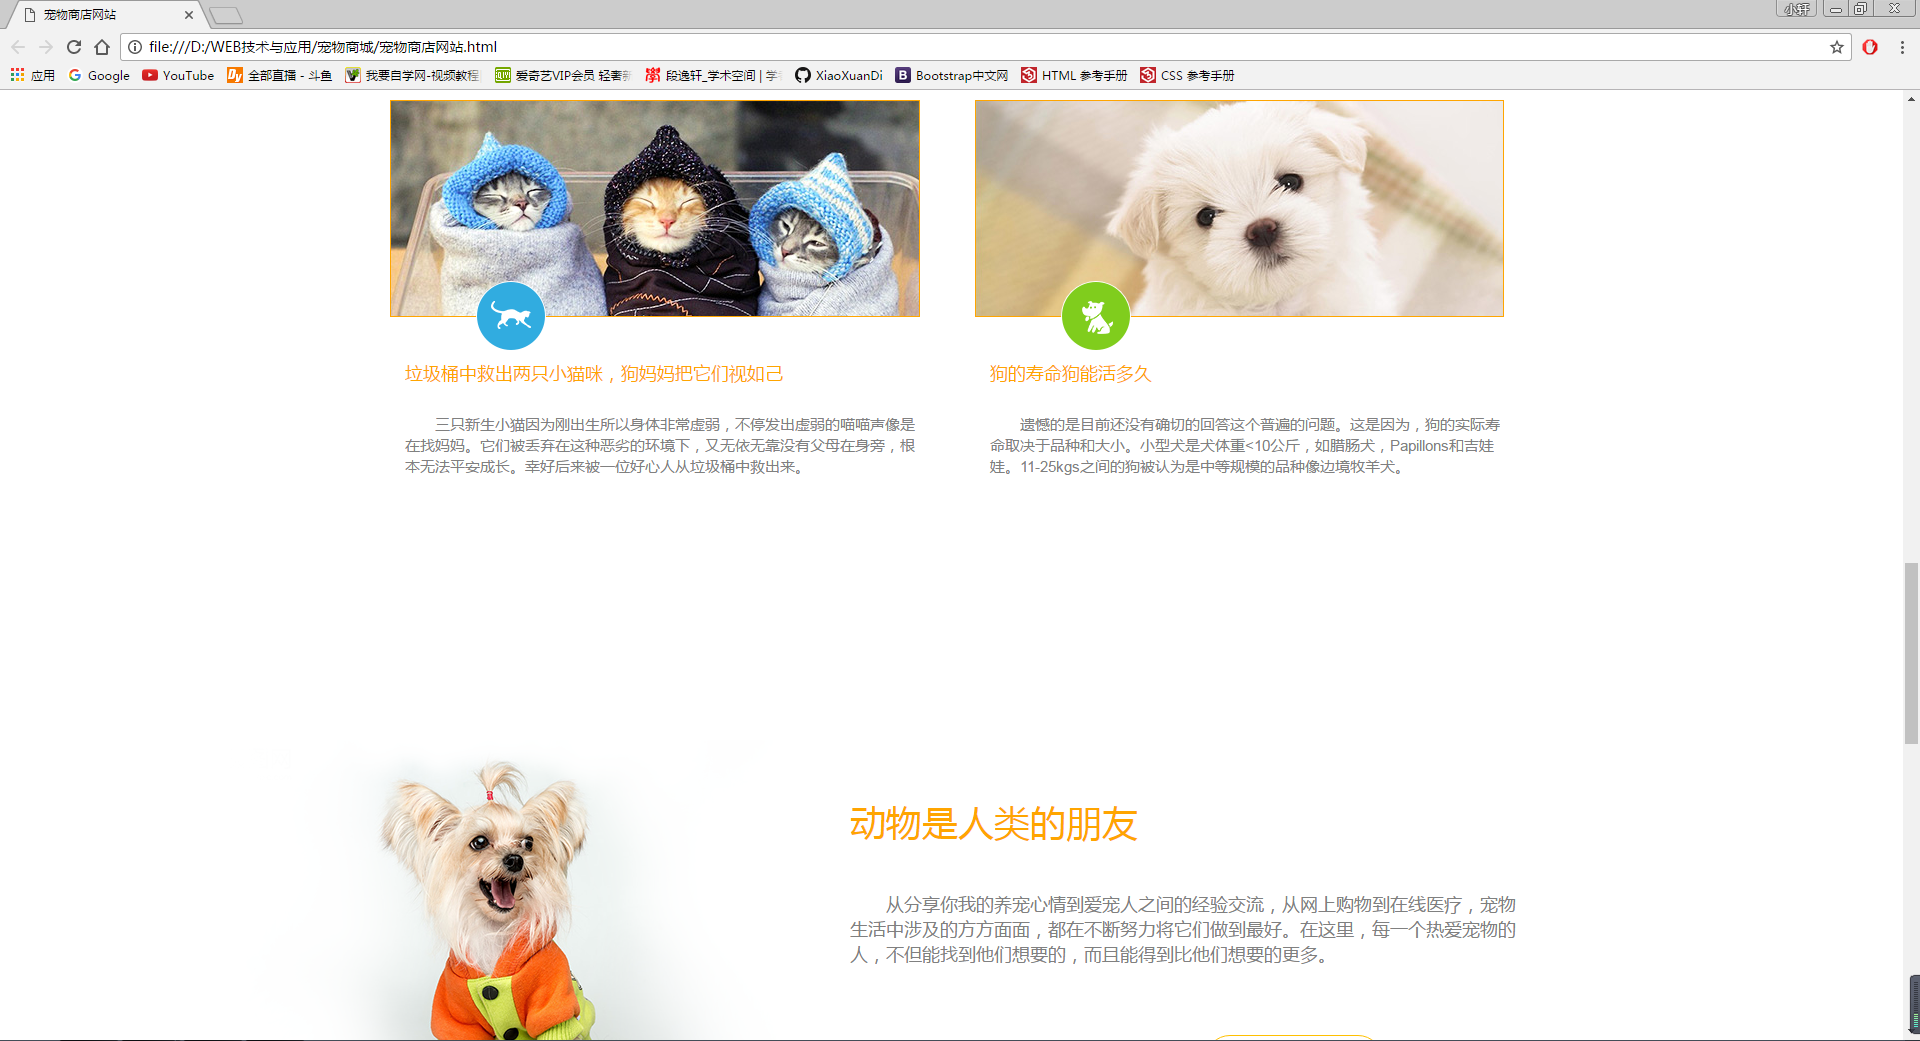 宠物商店网站
小轩
file:///D:/WEB技术与应用/宠物商城/宠物商店网站.html
应用 Google YouTube 全部直播 - 斗鱼 我要自学网-视频教程 爱奇艺VIP会员 轻奢 段逸轩_学术空间 | XiaoXuanDi Bootstrap中文网 HTML 参考手册 CSS 参考手册
垃圾桶中救出两只小猫咪，狗妈妈把它们视如己
三只新生小猫因为刚出生所以身体非常虚弱，不停发出虚弱的喵喵声像是
在找妈妈。它们被丢弃在这种恶劣的环境下，又无依无靠没有父母在身旁，根
本无法平安成长。幸好后来被一位好心人从垃圾桶中救出来。
狗的寿命狗能活多久
遗憾的是目前还没有确切的回答这个普遍的问题。这是因为，狗的实际寿
命取决于品种和大小。小型犬是犬体重<10公斤，如腊肠犬，Papillons和吉娃
娃。11-25kgs之间的狗被认为是中等规模的品种像边境牧羊犬。
动物是人类的朋友
从分享你我的养宠心情到爱宠人之间的经验交流，从网上购物到在线医疗，宠物
生活中涉及的方方面面，都在不断努力将它们做到最好。在这里，每一个热爱宠物的
人，不但能找到他们想要的，而且能得到比他们想要的更多。